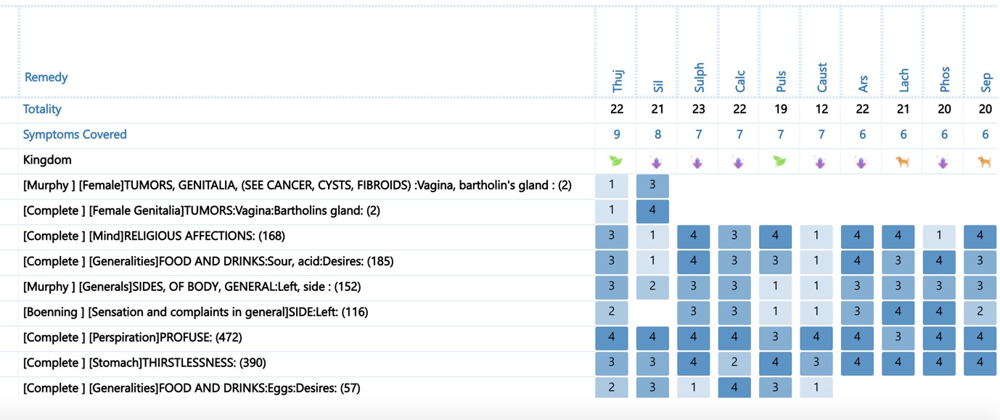 Remedy Thuj Sil Sulph Calc Puls Caust Ars Lach Phos Sep
Totality 22 21 23 22 19 12 22 21 20 20
Symptoms Covered 9 8 7 7 7 7 6 6 6 6
Kingdom
[Murphy ] [Female]TUMORS, GENITALIA, (SEE CANCER, CYSTS, FIBROIDS) :Vagina, bartholin's gland : (2) 1 3
[Complete ] [Female Genitalia]TUMORS:Vagina:Bartholins gland: (2) 1 4
[Complete ] [Mind]RELIGIOUS AFFECTIONS: (168) 3 1 4 3 4 1 4 4 1 4
[Complete ] [Generalities]FOOD AND DRINKS:Sour, acid:Desires: (185) 3 1 4 3 3 1 4 3 4 3
[Murphy ] [Generals]SIDES, OF BODY, GENERAL:Left, side : (152) 3 2 3 3 1 1 3 3 3 3
[Boenning ] [Sensation and complaints in general]SIDE:Left: (116) 2 3 3 1 1 3 4 4 2
[Complete ] [Perspiration]PROFUSE: (472) 4 4 4 4 3 4 4 3 4 4
[Complete ] [Stomach]THIRSTLESSNESS: (390) 3 3 4 2 4 3 4 4 4 4
[Complete ] [Generalities]FOOD AND DRINKS:Eggs:Desires: (57) 2 3 1 4 3 1